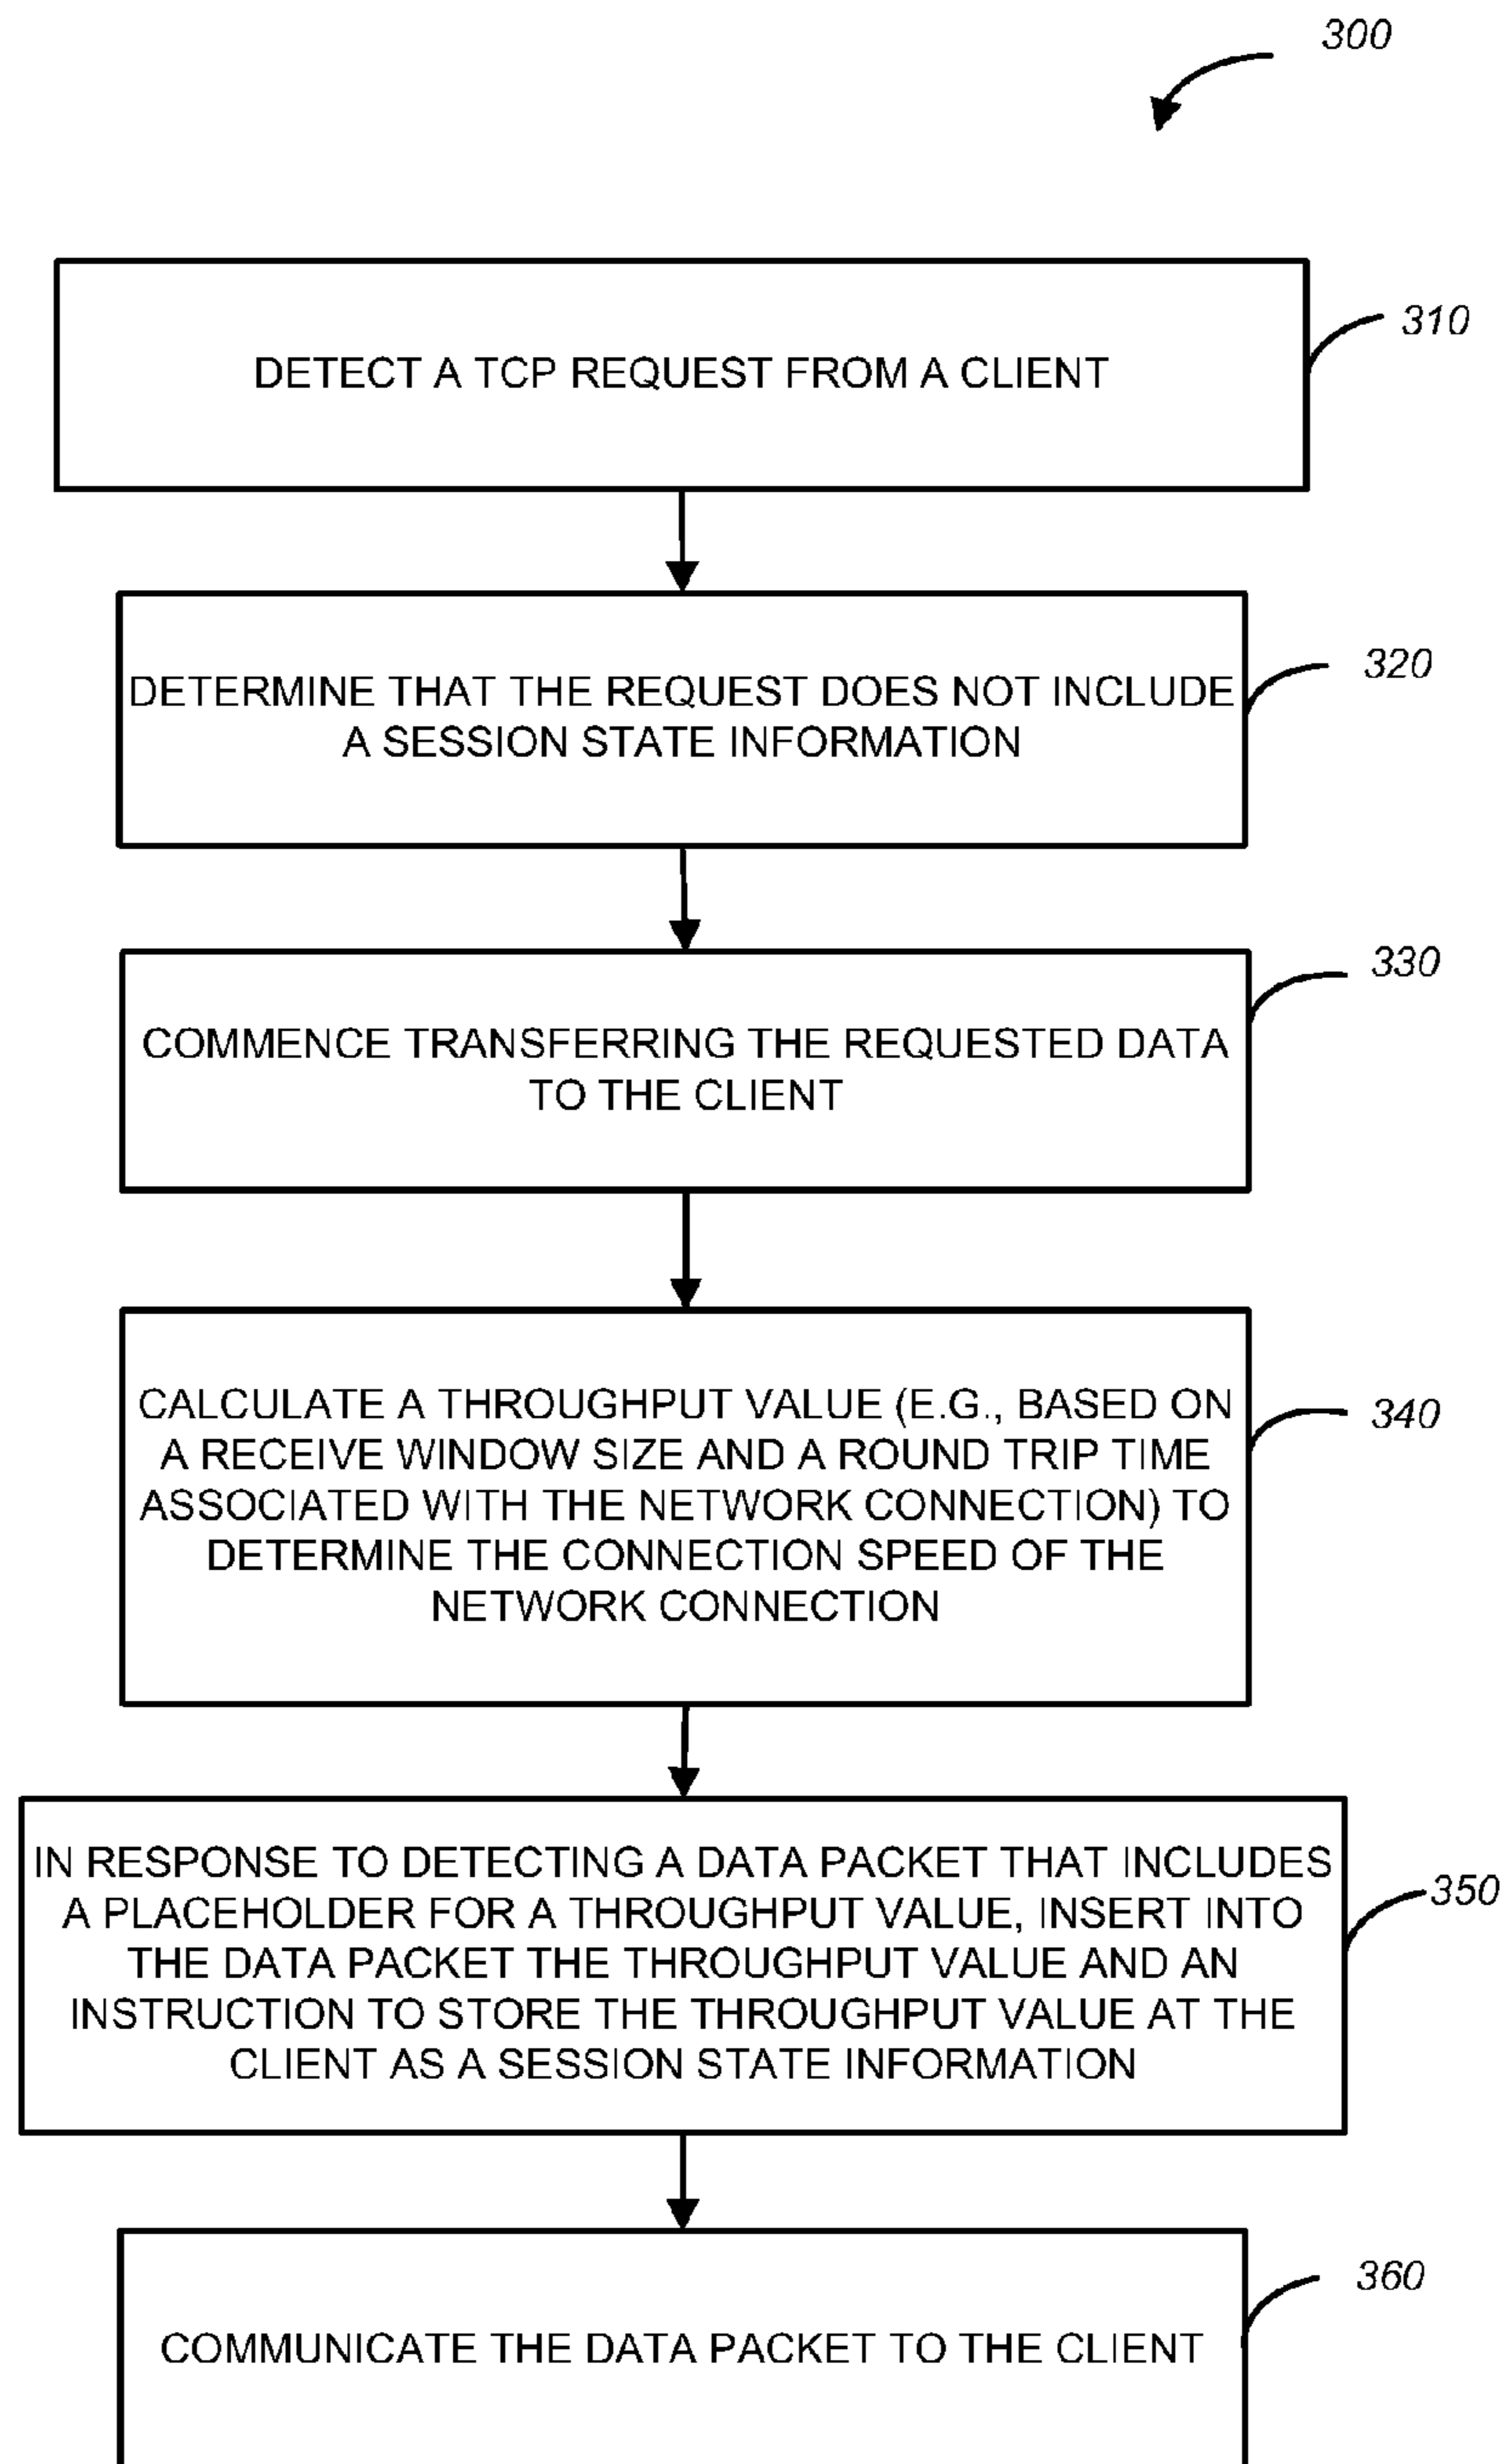 300
310
DETECT A TCP REQUEST FROM A CLIENT
320
DETERMINE THAT THE REQUEST DOES NOT INCLUDE
A SESSION STATE INFORMATION
330
COMMENCE TRANSFERRING THE REQUESTED DATA
TO THE CLIENT
340
CALCULATE A THROUGHPUT VALUE (E.G., BASED ON
A RECEIVE WINDOW SIZE AND A ROUND TRIP TIME
ASSOCIATED WITH THE NETWORK CONNECTION) TO
DETERMINE THE CONNECTION SPEED OF THE
NETWORK CONNECTION
350
IN RESPONSE TO DETECTING A DATA PACKET THAT INCLUDES
A PLACEHOLDER FOR A THROUGHPUT VALUE, INSERT INTO
THE DATA PACKET THE THROUGHPUT VALUE AND AN
INSTRUCTION TO STORE THE THROUGHPUT VALUE AT THE
CLIENT AS A SESSION STATE INFORMATION
360
COMMUNICATE THE DATA PACKET TO THE CLIENT